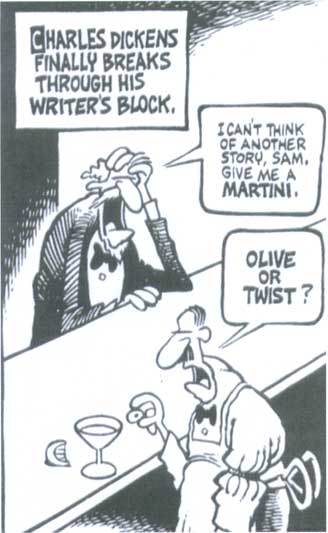 CHARLES DICKENS
FINALLY BREAKS
THROUGH HIS
WRITER'S BLOCK.
I CAN'T THINK
OF ANOTHER
STORY, SAM.
GIVE ME A
MARTINI.
OLIVE
OR
TWIST?